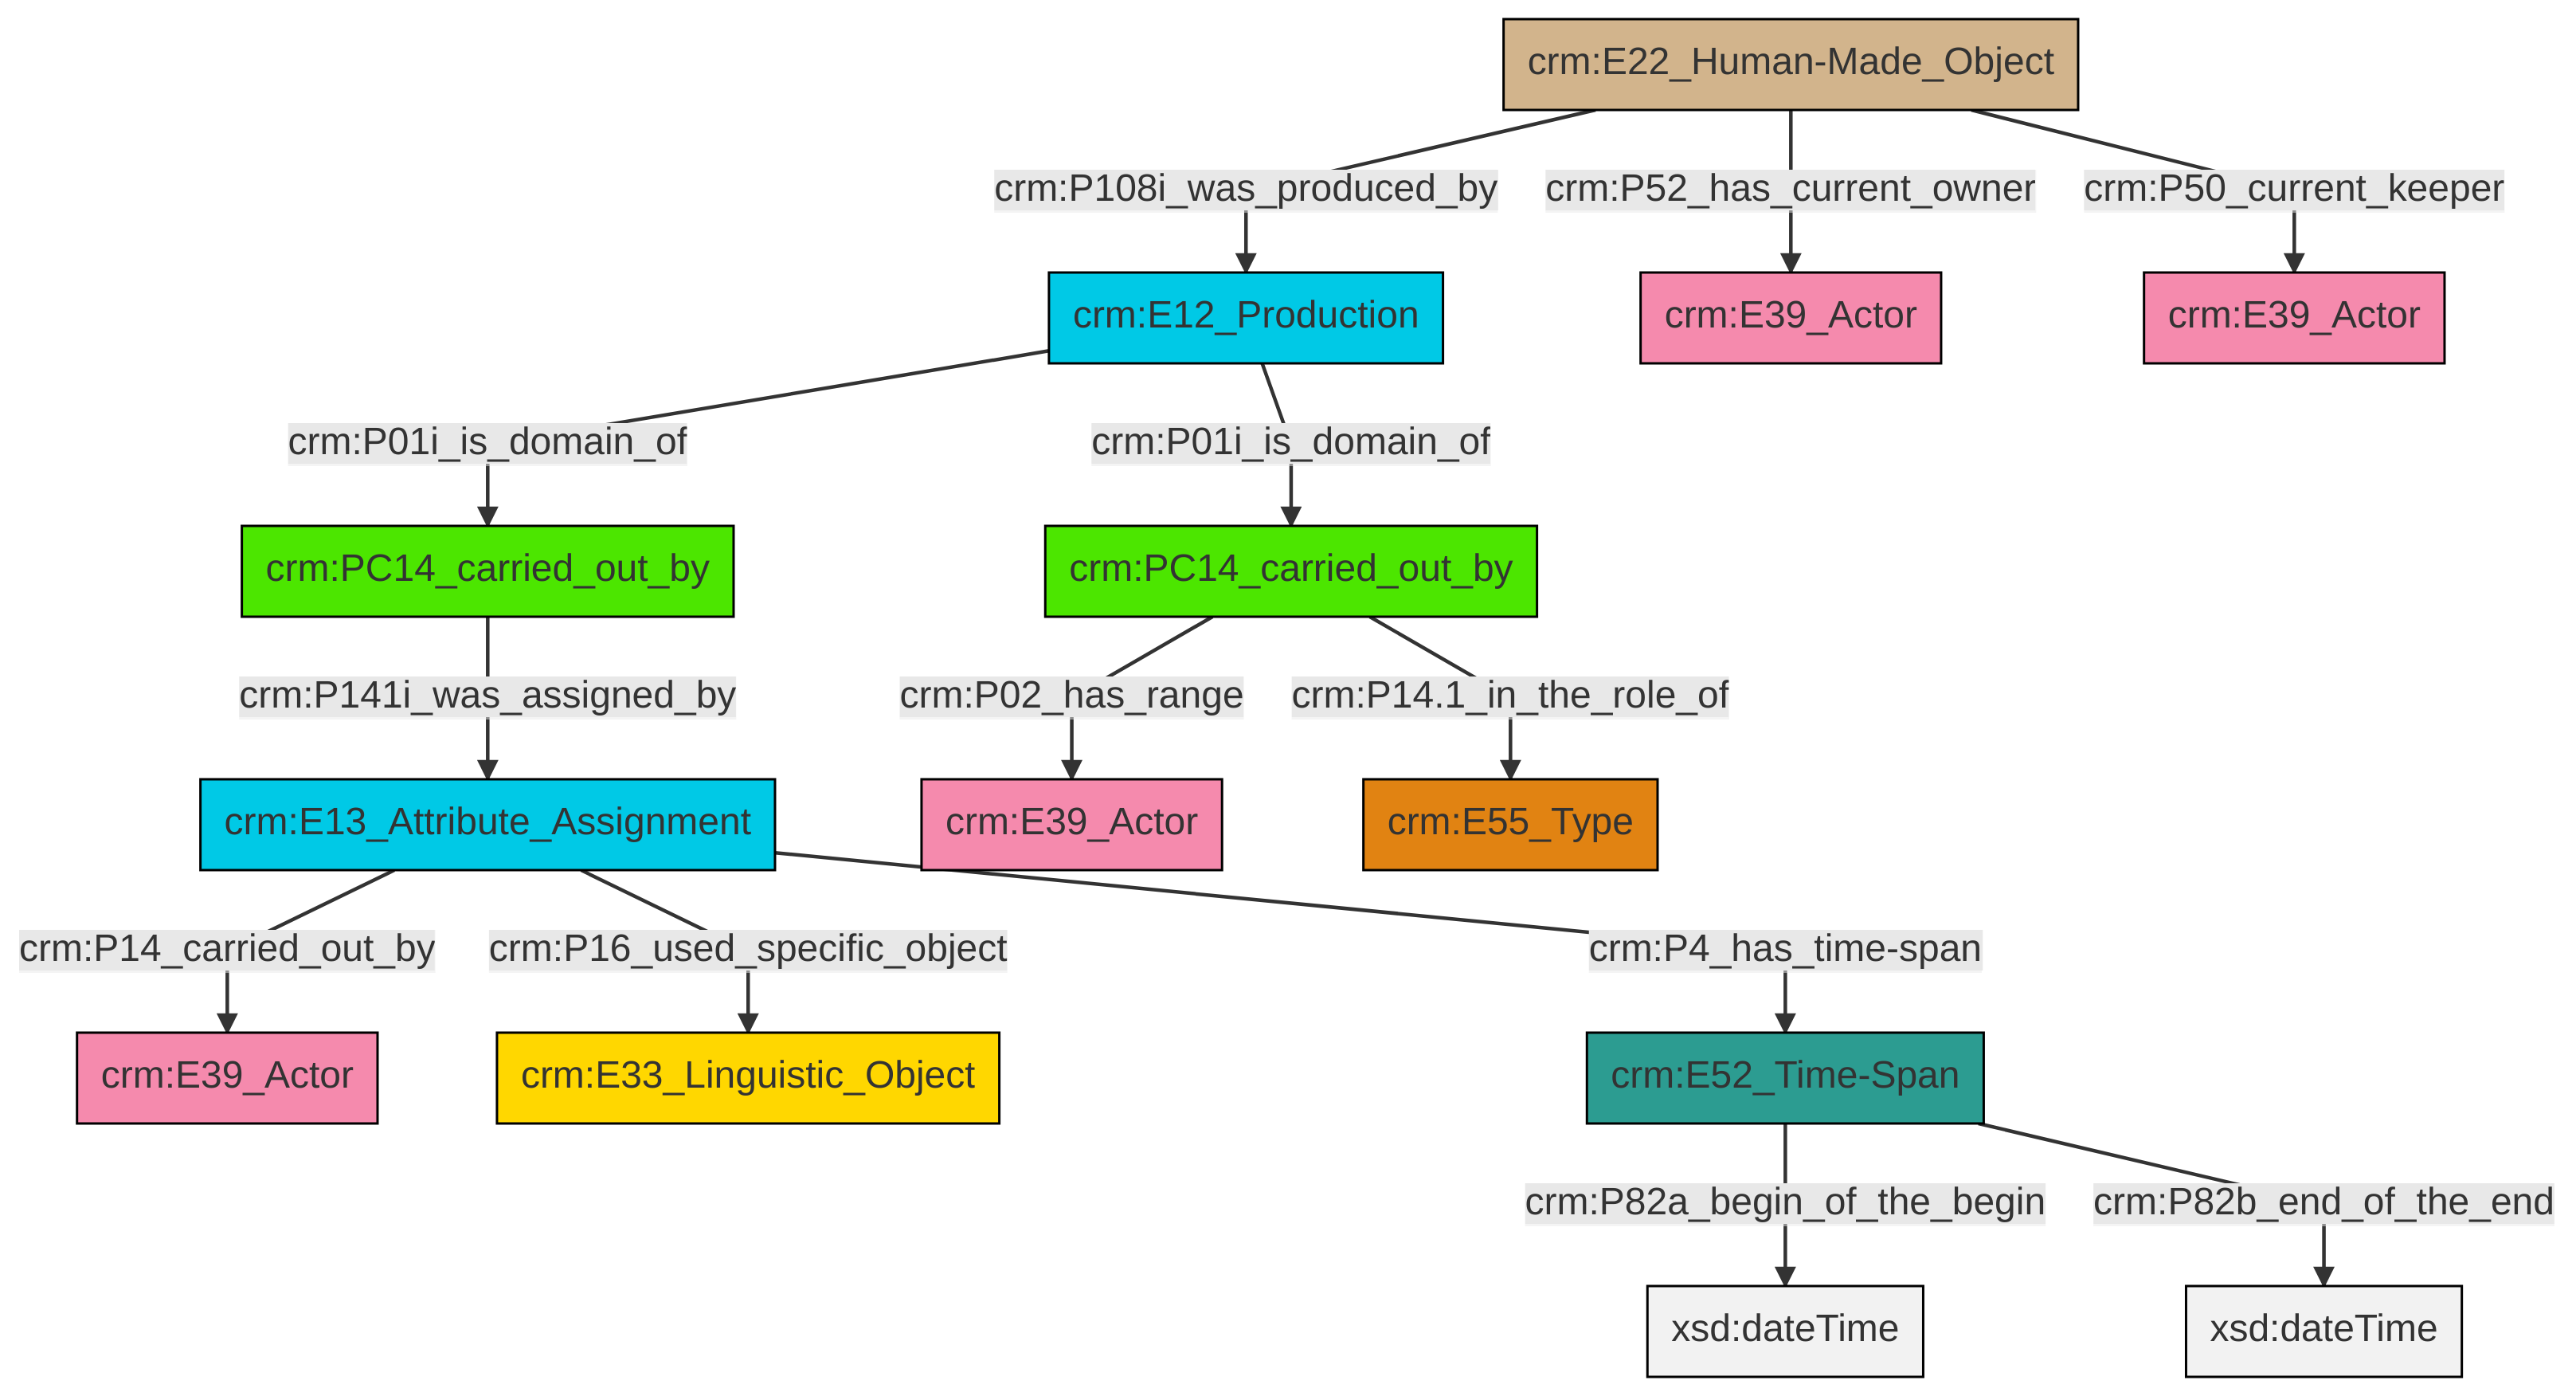 crm:E22_Human-Made_Object
crm:P108i_was_produced_by
crm:P52_has_current_owner
crm:P50_current_keeper
crm:E12_Production
crm:E39_Actor
crm:E39_Actor
crm:P01i_is_domain_of
crm:P01i_is_domain_of
crm:PC14_carried_out_by
crm:PC14_carried_out_by
crm:P141i_was_assigned_by
crm:P02_has_range
crm:P14.1_in_the_role_of
crm:E13_Attribute_Assignment
crm:E39_Actor
crm:E55_Type
crm:P14_carried_out_by
crm:P16_used_specific_object
crm:P4_has_time-span
crm:E39_Actor
crm:E33_Linguistic_Object
crm:E52_Time-Span
crm:P82a_begin_of_the_begin
crm:P82b_end_of_the_end
xsd:dateTime
xsd:dateTime